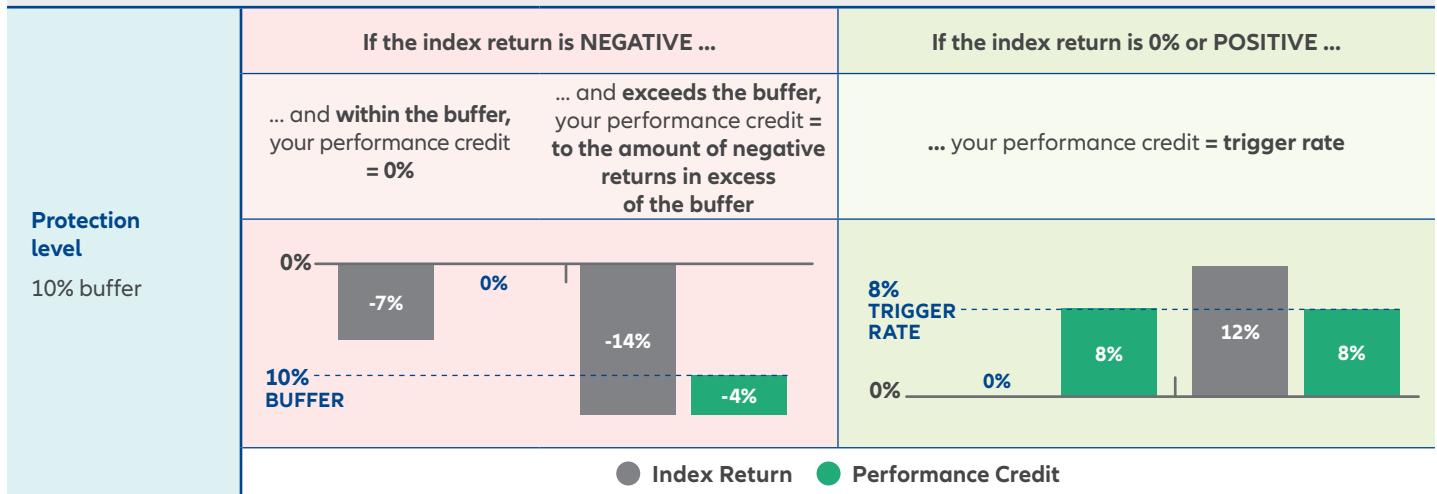 If the index return is NEGATIVE ...
If the index return is 0% or POSITIVE ...
Protection
level
10% buffer
... and within the buffer,
your performance credit
= 0%
... and exceeds the buffer,
your performance credit =
to the amount of negative
returns in excess
of the buffer
... your performance credit = trigger rate
0%
-7%
0%
-14%
10%
BUFFER
-4%
8%
TRIGGER
RATE
0%
0%
8%
12%
8%
Index Return
Performance Credit